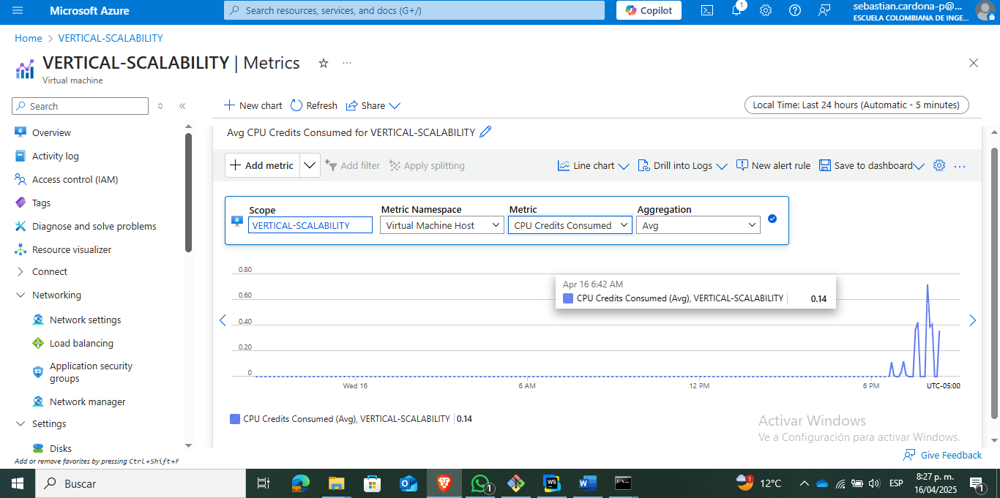 Microsoft Azure
Search resources, services, and docs (G+/)
Copilot
1
sebastian.cardona-p@...
ESCUELA COLOMBIANA DE INGE...
Home > VERTICAL-SCALABILITY
VERTICAL-SCALABILITY | Metrics
Virtual machine
Search
New chart
Refresh
Share
Local Time: Last 24 hours (Automatic - 5 minutes)
Overview
Activity log
Access control (IAM)
Tags
Diagnose and solve problems
Resource visualizer
Connect
Networking
Network settings
Load balancing
Application security
groups
Network manager
Settings
Disks
Add or remove favorites by pressing Ctrl+Shift+F
Avg CPU Credits Consumed for VERTICAL-SCALABILITY
Add metric
Add filter
Apply splitting
Line chart
Drill into Logs
New alert rule
Save to dashboard
...
Scope
VERTICAL-SCALABILITY
Metric Namespace
Virtual Machine Host
Metric
CPU Credits Consumed
Aggregation
Avg
0.80
0.60
0.40
0.20
0
Apr 16 6:42 AM
CPU Credits Consumed (Avg), VERTICAL-SCALABILITY 0.14
Wed 16
6 AM
12 PM
6 PM
UTC-05:00
CPU Credits Consumed (Avg), VERTICAL-SCALABILITY 0.14
Activar Windows
Ve a Configuración para activar Windows.
Give Feedback
Buscar
1
WS
W
1
12°C
ESP
8:27 p. m.
16/04/2025
1